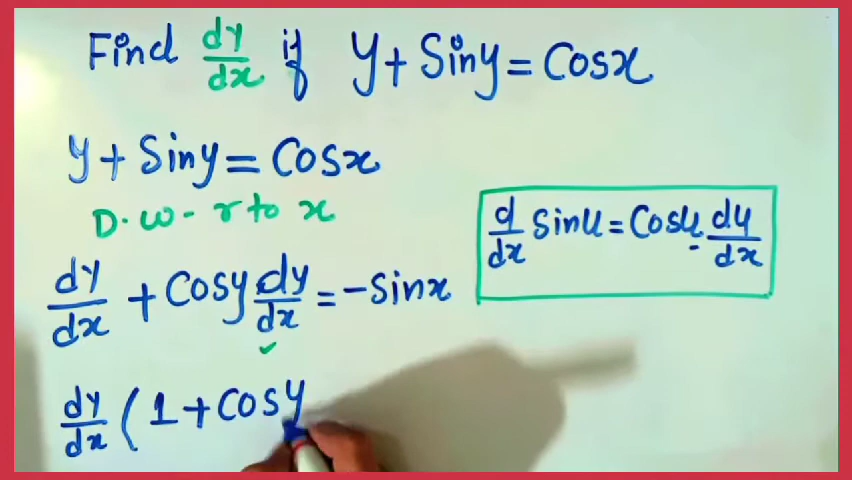 Find dy/dx if y + Siny = Cosx
y + Siny = Cosx
D. w - r to x
d/dx Sinu = Cosu du/dx
dy/dx + Cosy dy/dx = -Sinx
dy/dx (1 + Cosy